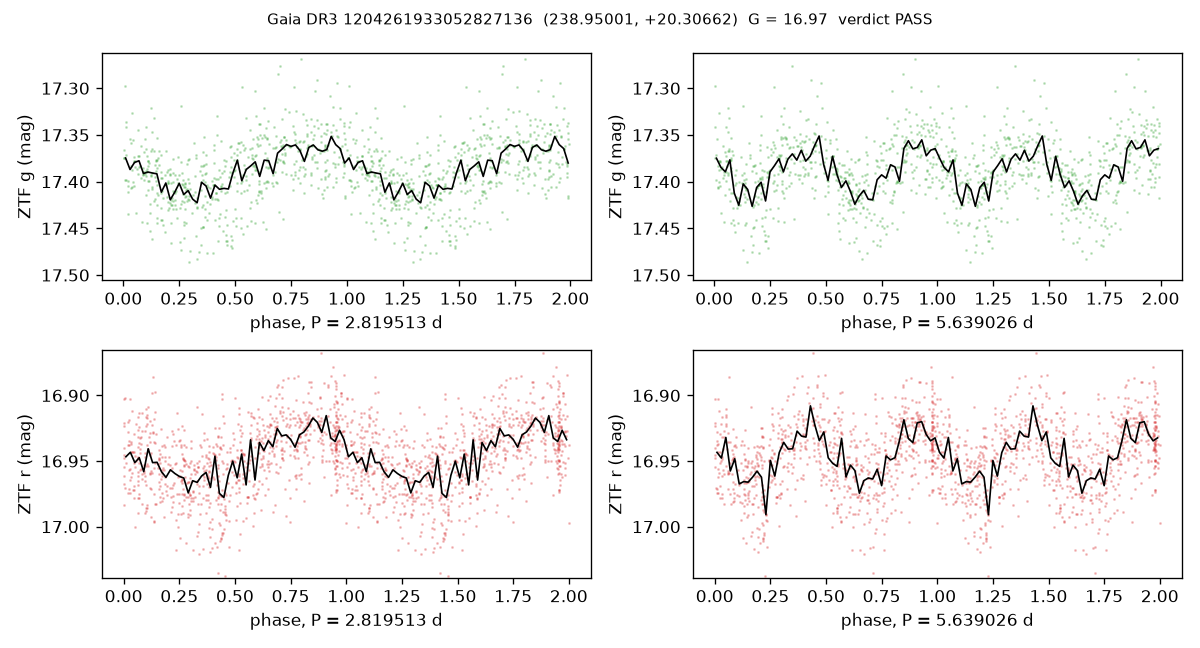 Gaia DR3 1204261933052827136 (238.95001, +20.30662) G = 16.97 verdict PASS
ZTF g (mag)
17.30
17.35
17.40
17.45
17.50
0.00 0.25 0.50 0.75 1.00 1.25 1.50 1.75 2.00
phase, P = 2.819513 d
ZTF g (mag)
17.30
17.35
17.40
17.45
17.50
0.00 0.25 0.50 0.75 1.00 1.25 1.50 1.75 2.00
phase, P = 5.639026 d
ZTF r (mag)
16.90
16.95
17.00
0.00 0.25 0.50 0.75 1.00 1.25 1.50 1.75 2.00
phase, P = 2.819513 d
ZTF r (mag)
16.90
16.95
17.00
0.00 0.25 0.50 0.75 1.00 1.25 1.50 1.75 2.00
phase, P = 5.639026 d